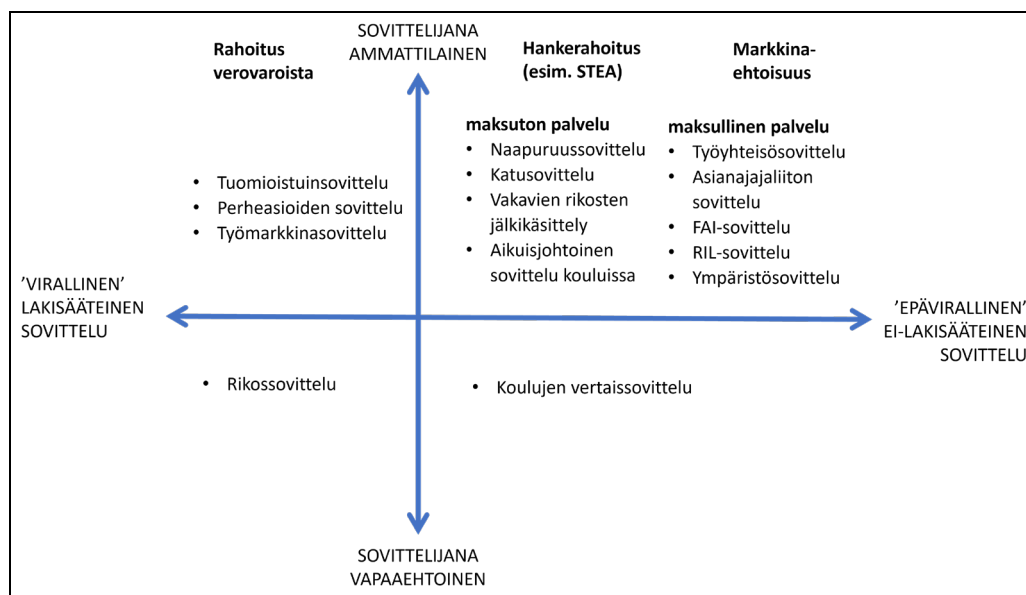 SOVITTELIJANA
AMMATTILAINEN
Rahoitus
verovaroista
Hankerahoitus
(esim. STEA)
Markkina-
ehtoisuus
• Tuomioistuinsovittelu
• Perheasioiden sovittelu
• Työmarkkinasovittelu
maksuton palvelu
• Naapuruussovittelu
• Katusovittelu
• Vakavien rikosten
jälkikäsittely
• Aikuisjohtoinen
sovittelu kouluissa
maksullinen palvelu
• Työyhteisösovittelu
• Asianajajaliiton
sovittelu
• FAI-sovittelu
• RIL-sovittelu
• Ympäristösovittelu
’VIRALLINEN’
LAKISÄÄTEINEN
SOVITTELU
’EPÄVIRALLINEN’
EI-LAKISÄÄTEINEN
SOVITTELU
• Rikossovittelu
• Koulujen vertaissovittelu
SOVITTELIJANA
VAPAAEHTOINEN